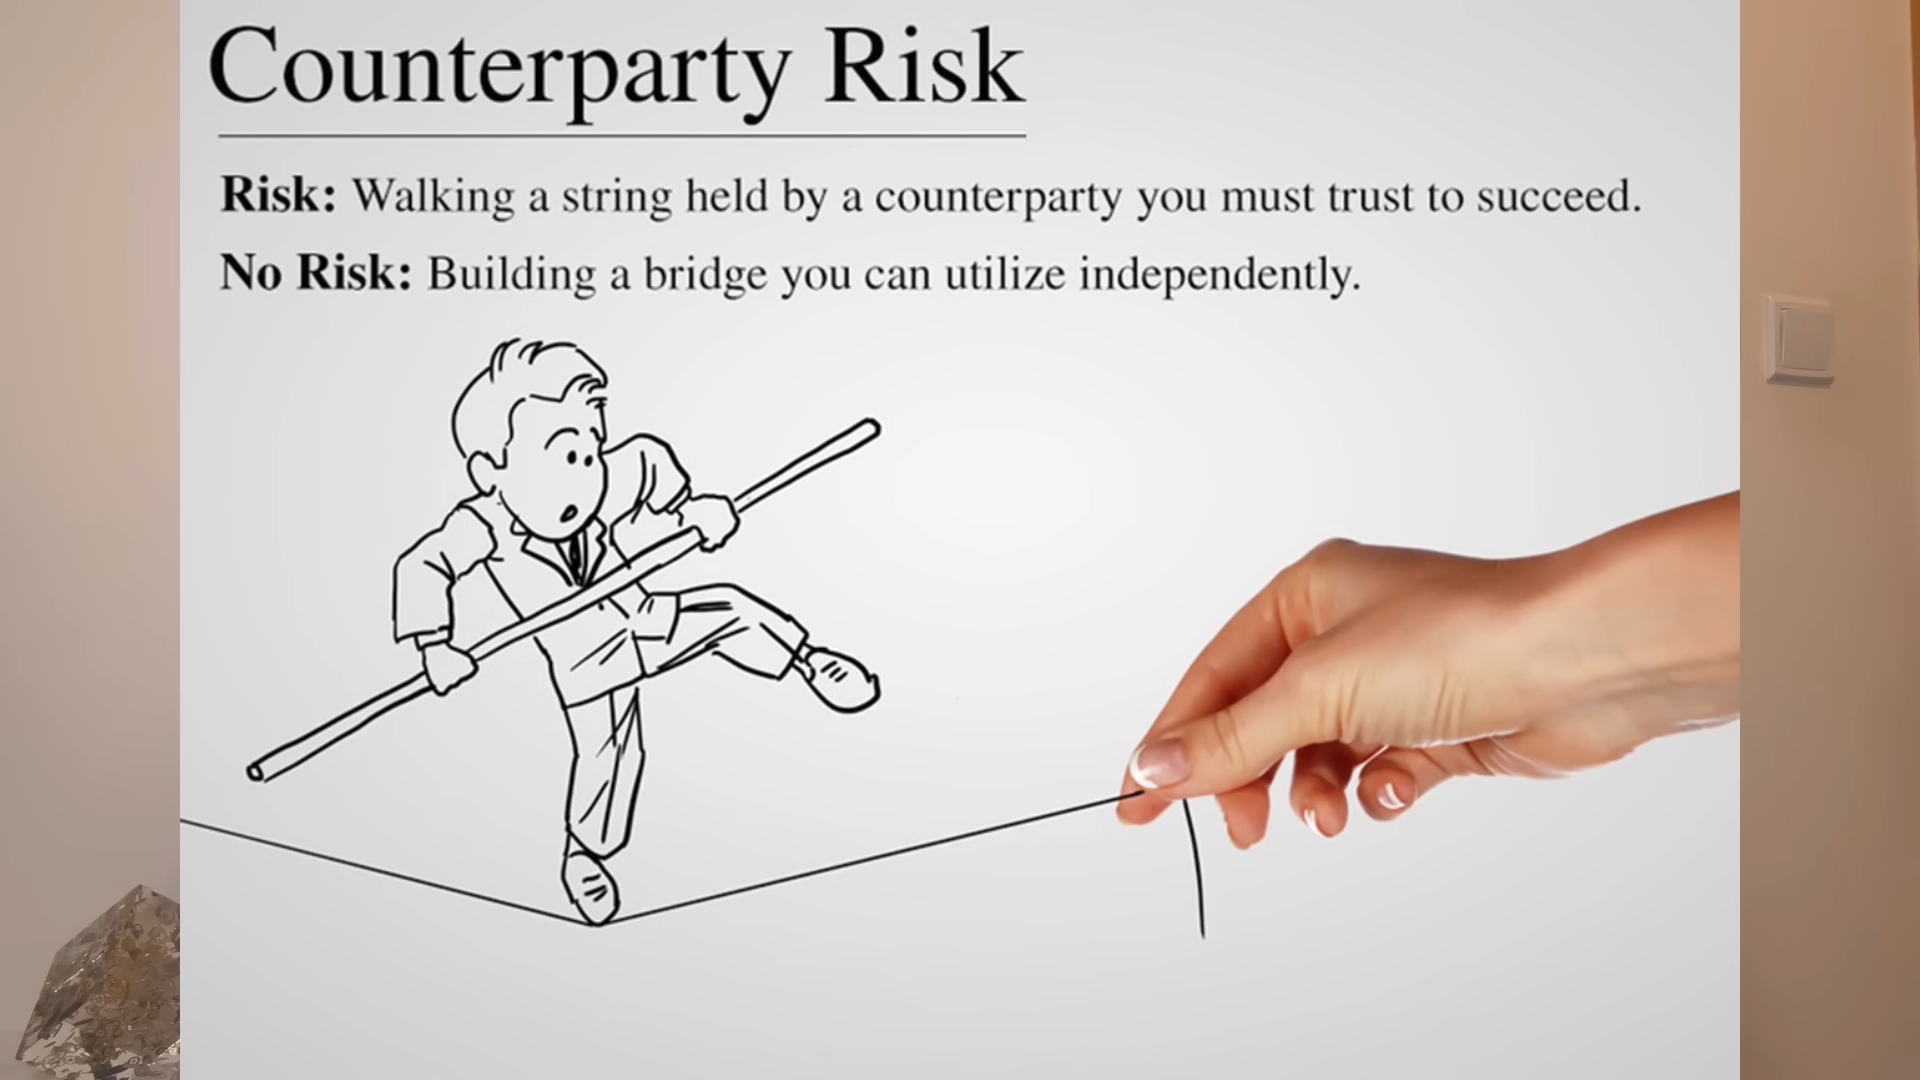 Counterparty Risk
Risk: Walking a string held by a counterparty you must trust to succeed.
No Risk: Building a bridge you can utilize independently.